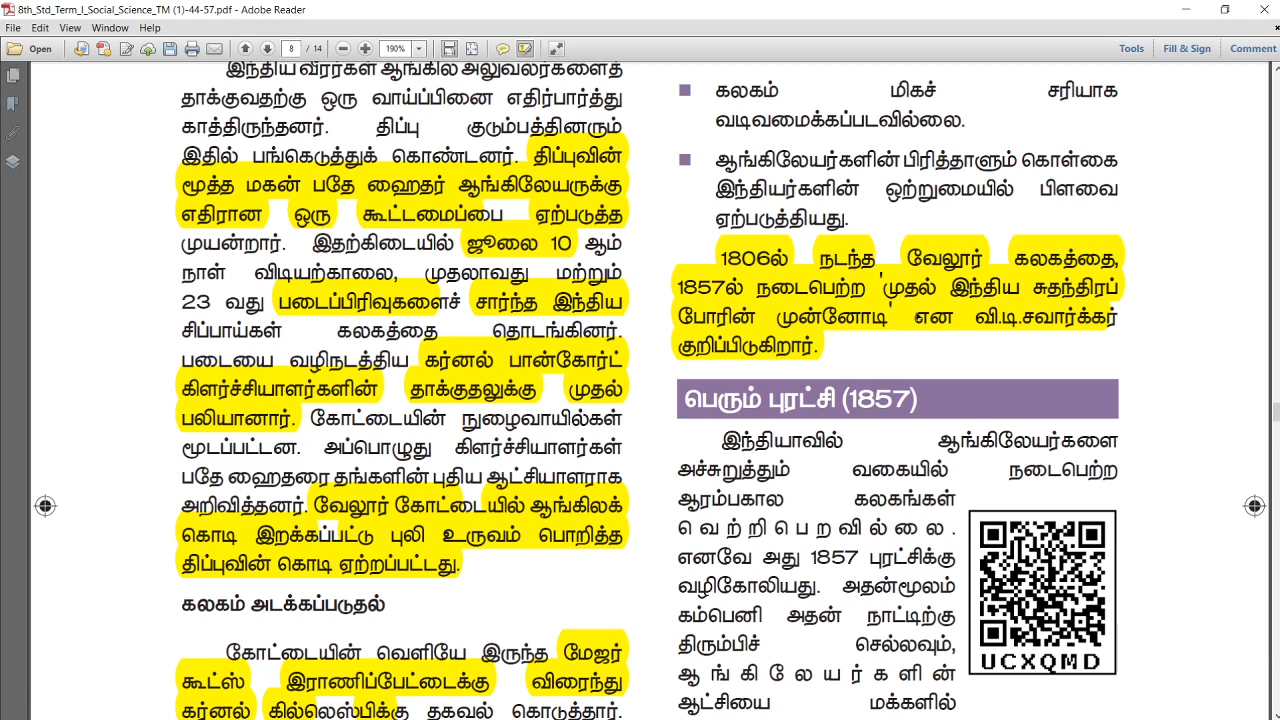 8th_Std_Term_I_Social_Science_TM (1)-44-57.pdf - Adobe Reader
File Edit View Window Help
Open 8 / 14 190% Tools Fill & Sign Comment
இந்திய வீரர்கள் ஆங்கில அலுவலர்களைத்
தாக்குவதற்கு ஒரு வாய்ப்பினை எதிர்பார்த்து
காத்திருந்தனர். திப்பு குடும்பத்தினரும்
இதில் பங்கெடுத்துக் கொண்டனர். திப்புவின்
மூத்த மகன் பதே ஹைதர் ஆங்கிலேயருக்கு
எதிரான ஒரு கூட்டமைப்பை ஏற்படுத்த
முயன்றார். இதற்கிடையில் ஜூலை 10 ஆம்
நாள் விடியற்காலை, முதலாவது மற்றும்
23 வது படைப்பிரிவுகளைச் சார்ந்த இந்திய
சிப்பாய்கள் கலகத்தை தொடங்கினர்.
படையை வழிநடத்திய கர்னல் பான்கோர்ட்
கிளர்ச்சியாளர்களின் தாக்குதலுக்கு முதல்
பலியானார். கோட்டையின் நுழைவாயில்கள்
மூடப்பட்டன. அப்பொழுது கிளர்ச்சியாளர்கள்
பதே ஹைதரை தங்களின் புதிய ஆட்சியாளராக
அறிவித்தனர். வேலூர் கோட்டையில் ஆங்கிலக்
கொடி இறக்கப்பட்டு புலி உருவம் பொறித்த
திப்புவின் கொடி ஏற்றப்பட்டது.
கலகம் அடக்கப்படுதல்
கோட்டையின் வெளியே இருந்த மேஜர்
கூட்ஸ் இராணிப்பேட்டைக்கு விரைந்து
கர்னல் கில்லெஸ்பிக்கு தகவல் கொடுத்தார்.
கலகம் மிகச் சரியாக
வடிவமைக்கப்படவில்லை.
ஆங்கிலேயர்களின் பிரித்தாளும் கொள்கை
இந்தியர்களின் ஒற்றுமையில் பிளவை
ஏற்படுத்தியது.
1806ல் நடந்த வேலூர் கலகத்தை,
1857ல் நடைபெற்ற 'முதல் இந்திய சுதந்திரப்
போரின் முன்னோடி' என வி.டி.சவார்க்கர்
குறிப்பிடுகிறார்.
பெரும் புரட்சி (1857)
இந்தியாவில் ஆங்கிலேயர்களை
அச்சுறுத்தும் வகையில் நடைபெற்ற
ஆரம்பகால கலகங்கள்
வெற்றிபெறவில்லை.
எனவே அது 1857 புரட்சிக்கு
வழிகோலியது. அதன்மூலம்
கம்பெனி அதன் நாட்டிற்கு
திரும்பிச் செல்லவும்,
ஆங்கிலேயர்களின்
ஆட்சியை மக்களில்
UCXQMD